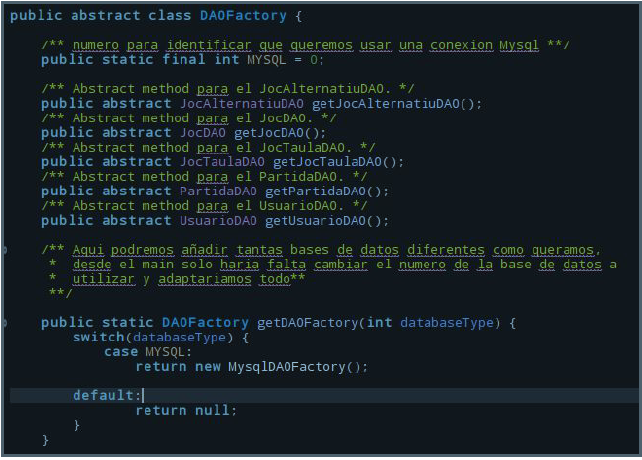 public abstract class DAOFactory {
/** numero para identificar que queremos usar una conexion Mysql **/
public static final int MYSQL = 0;
/** Abstract method para el JocAlternatiuDAO. */
public abstract JocAlternatiuDAO getJocAlternatiuDAO();
/** Abstract method para el JocDAO. */
public abstract JocDAO getJocDAO();
/** Abstract method para el JocTaulaDAO. */
public abstract JocTaulaDAO getJocTaulaDAO();
/** Abstract method para el PartidaDAO. */
public abstract PartidaDAO getPartidaDAO();
/** Abstract method para el UsuarioDAO. */
public abstract UsuarioDAO getUsuarioDAO();
/** Aqui podremos añadir tantas bases de datos diferentes como queramos,
* desde el main solo haria falta cambiar el numero de la base de datos a
* utilizar y adaptariamos todo**
**/
public static DAOFactory getDAOFactory(int databaseType) {
switch(databaseType) {
case MYSQL:
return new MysqlDAOFactory();
default:
return null;
}
}